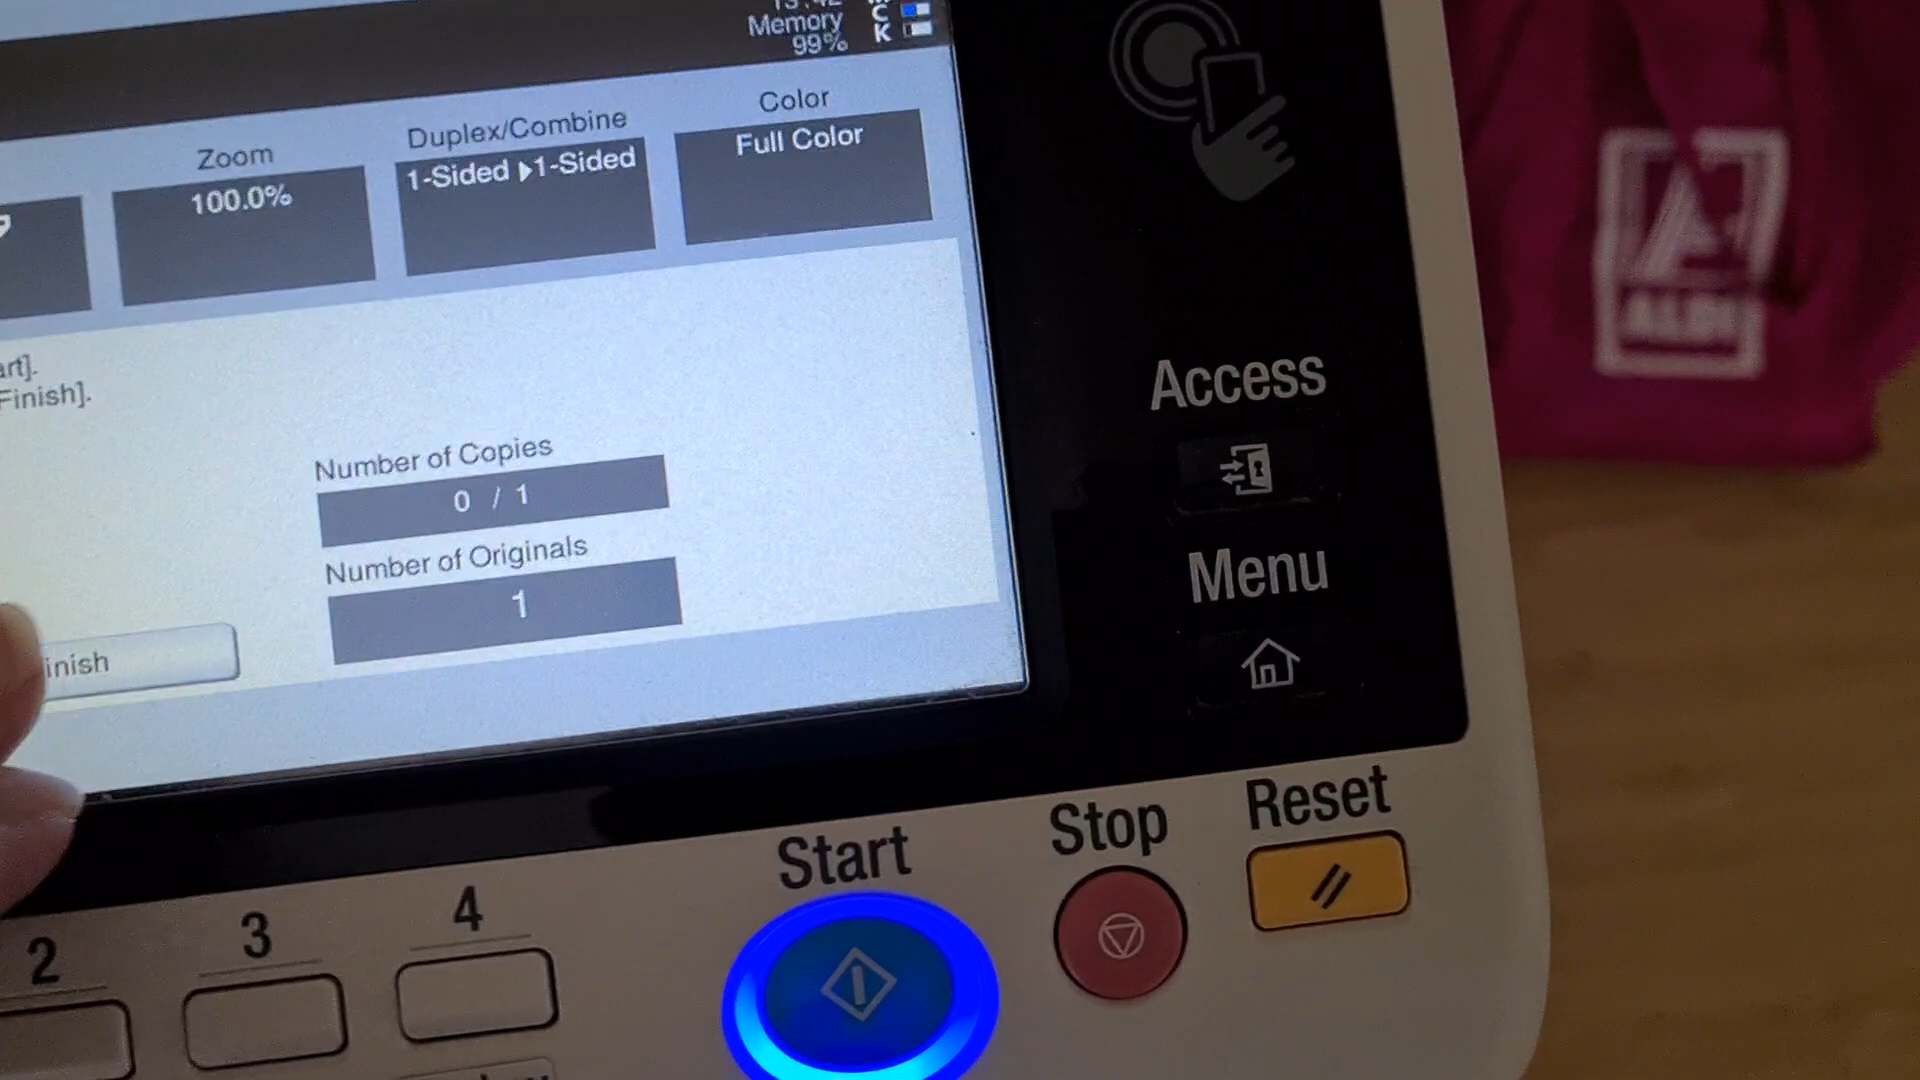 Memory
99%
C
K
Zoom
100.0%
Duplex/Combine
1-Sided ▶1-Sided
Color
Full Color
art].
Finish].
Number of Copies
0 / 1
Number of Originals
1
inish
Access
Menu
Start
Stop
Reset
2
3
4
ALDI